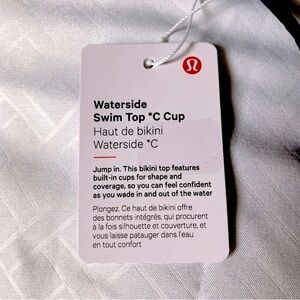 Waterside
Swim Top *C Cup
Haut de bikini
Waterside *C
Jump in. This bikini top features
built-in cups for shape and
coverage, so you can feel confident
as you wade in and out of the water
Plongez. Ce haut de bikini offre
des bonnets intégrés, qui procurent
à la fois silhouette et couverture, et
vous laisse patauger dans l'eau
en tout confort